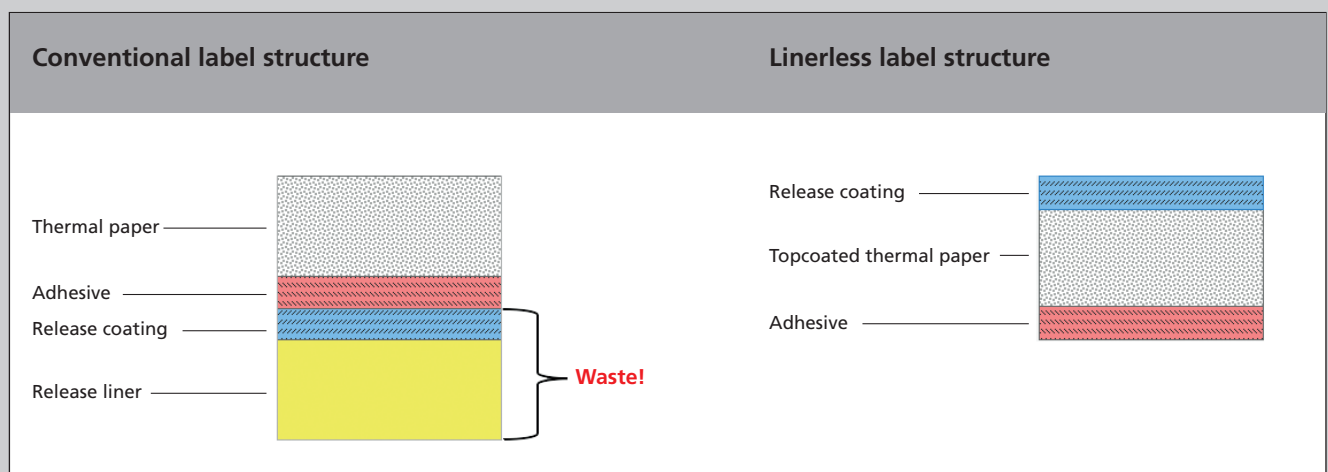 Conventional label structure
Linerless label structure
Thermal paper
Adhesive
Release coating
Release liner
Waste!
Release coating
Topcoated thermal paper
Adhesive